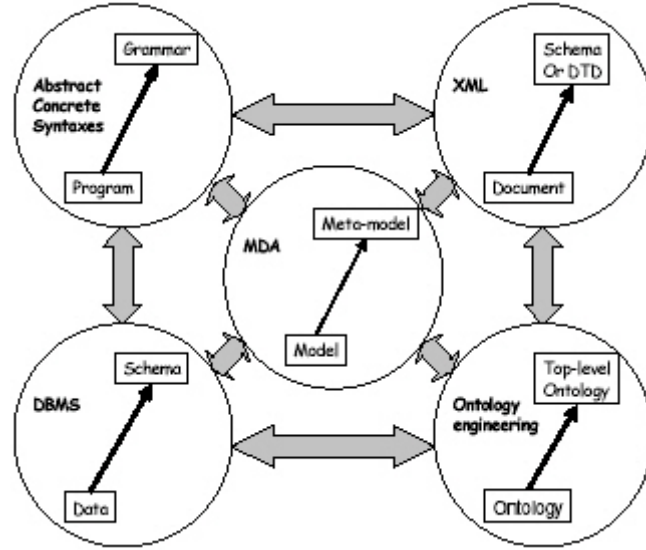 Grammar
Abstract
Concrete
Syntaxes
Program
Schema
Or DTD
XML
Document
Meta-model
MDA
Model
Schema
DBMS
Data
Top-level
Ontology
Ontology
engineering
Ontology